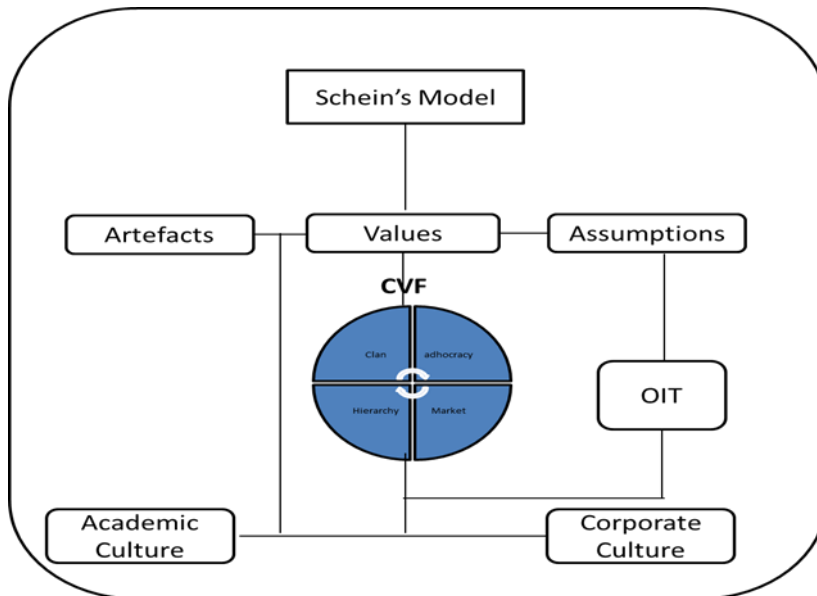 Schein’s Model
Artefacts
Values
Assumptions
CVF
Clan
adhocracy
Hierarchy
Market
OIT
Academic
Culture
Corporate
Culture